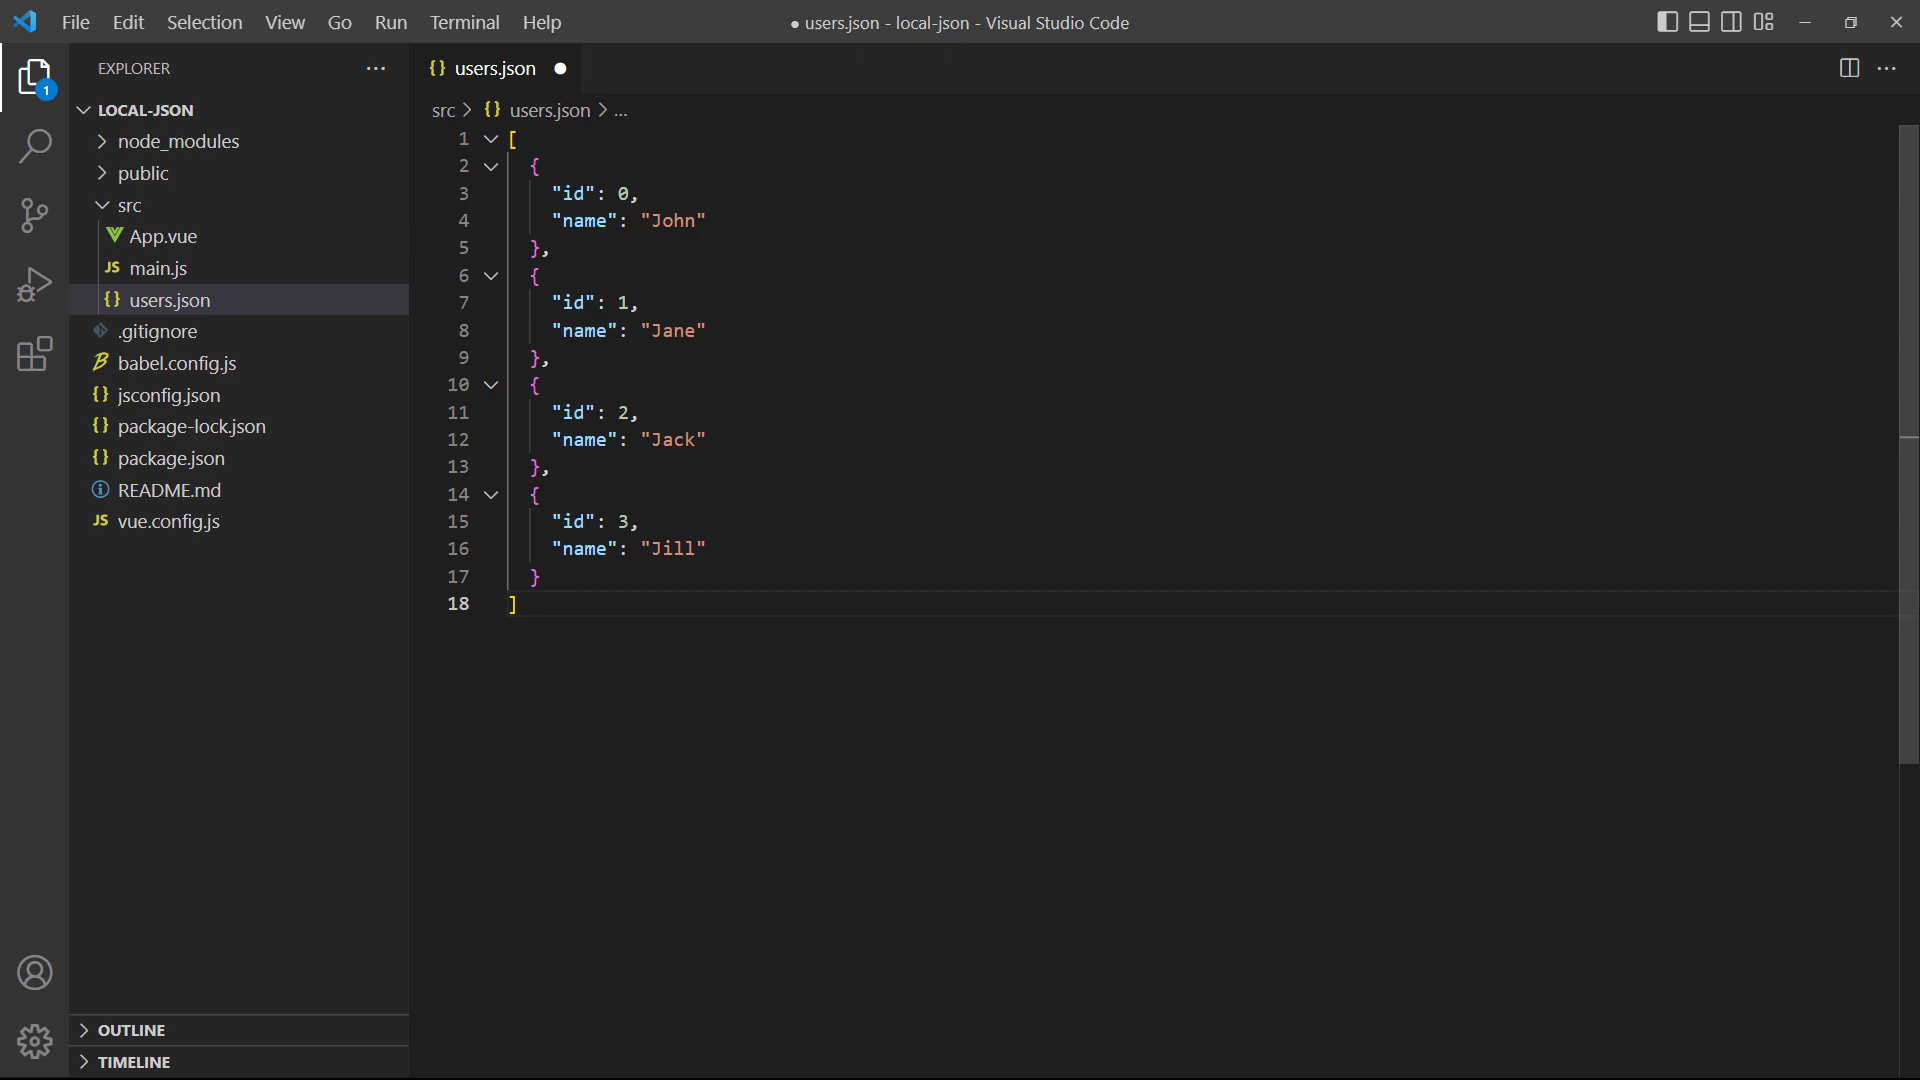 File Edit Selection View Go Run Terminal Help
● users.json - local-json - Visual Studio Code
EXPLORER
1
LOCAL-JSON
node_modules
public
src
App.vue
JS main.js
{} users.json
.gitignore
babel.config.js
{} jsconfig.json
{} package-lock.json
{} package.json
README.md
JS vue.config.js
OUTLINE
TIMELINE
{} users.json ●
src > {} users.json > ...
1 [
2 {
3 "id": 0,
4 "name": "John"
5 },
6 {
7 "id": 1,
8 "name": "Jane"
9 },
10 {
11 "id": 2,
12 "name": "Jack"
13 },
14 {
15 "id": 3,
16 "name": "Jill"
17 }
18 ]